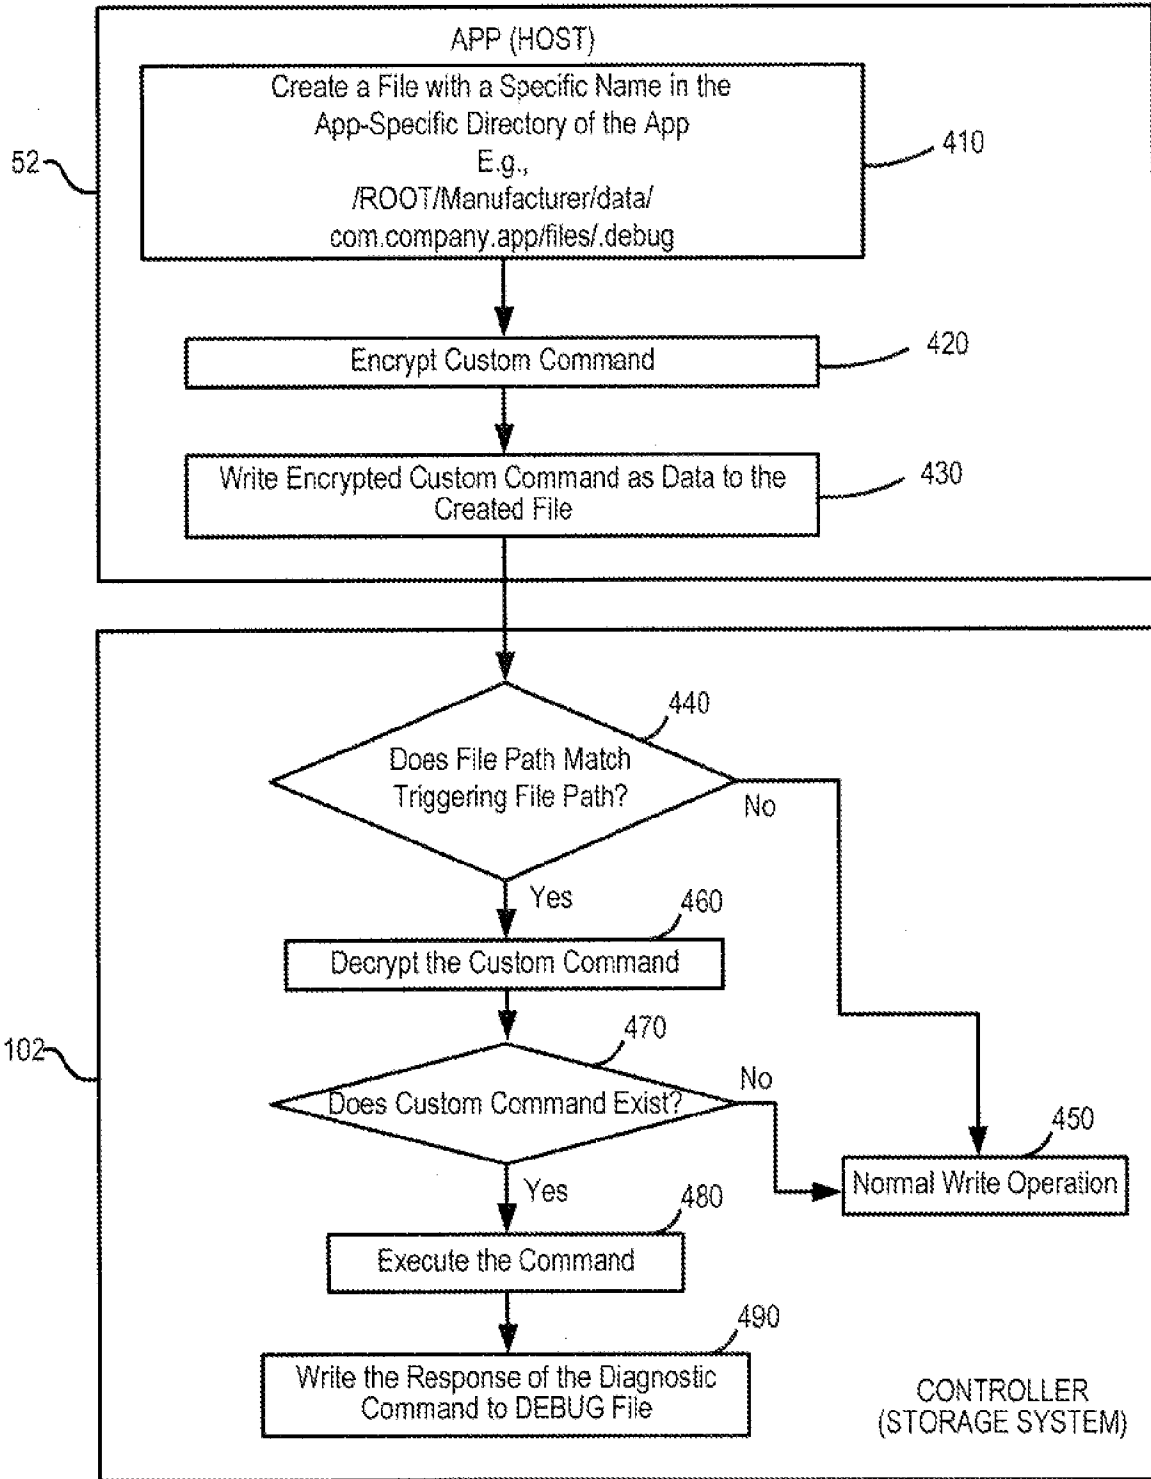 APP (HOST)
Create a File with a Specific Name in the
App-Specific Directory of the App
E.g.,
/ROOT/Manufacturer/data/
com.company.app/files/.debug
410
52
Encrypt Custom Command
420
Write Encrypted Custom Command as Data to the
Created File
430
440
Does File Path Match
Triggering File Path?
No
Yes
460
Decrypt the Custom Command
102
470
Does Custom Command Exist?
No
450
Normal Write Operation
Yes
480
Execute the Command
490
Write the Response of the Diagnostic
Command to DEBUG File
CONTROLLER
(STORAGE SYSTEM)